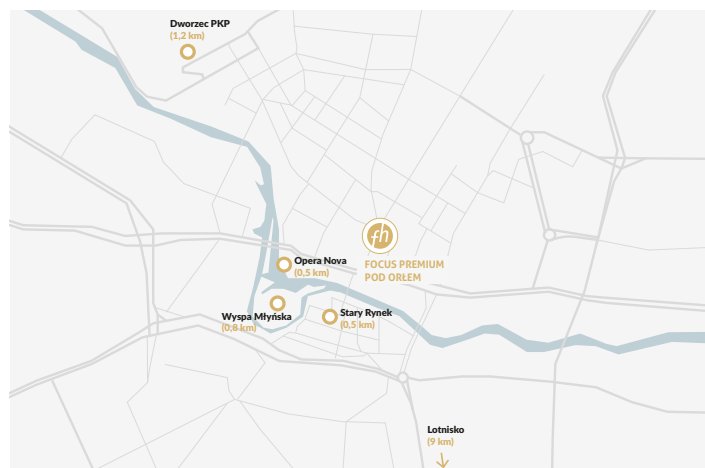 Dworzec PKP
(1,2 km)
fh
Opera Nova
(0,5 km)
FOCUS PREMIUM
POD ORŁEM
Wyspa Młyńska
(0,8 km)
Stary Rynek
(0,5 km)
Lotnisko
(9 km)